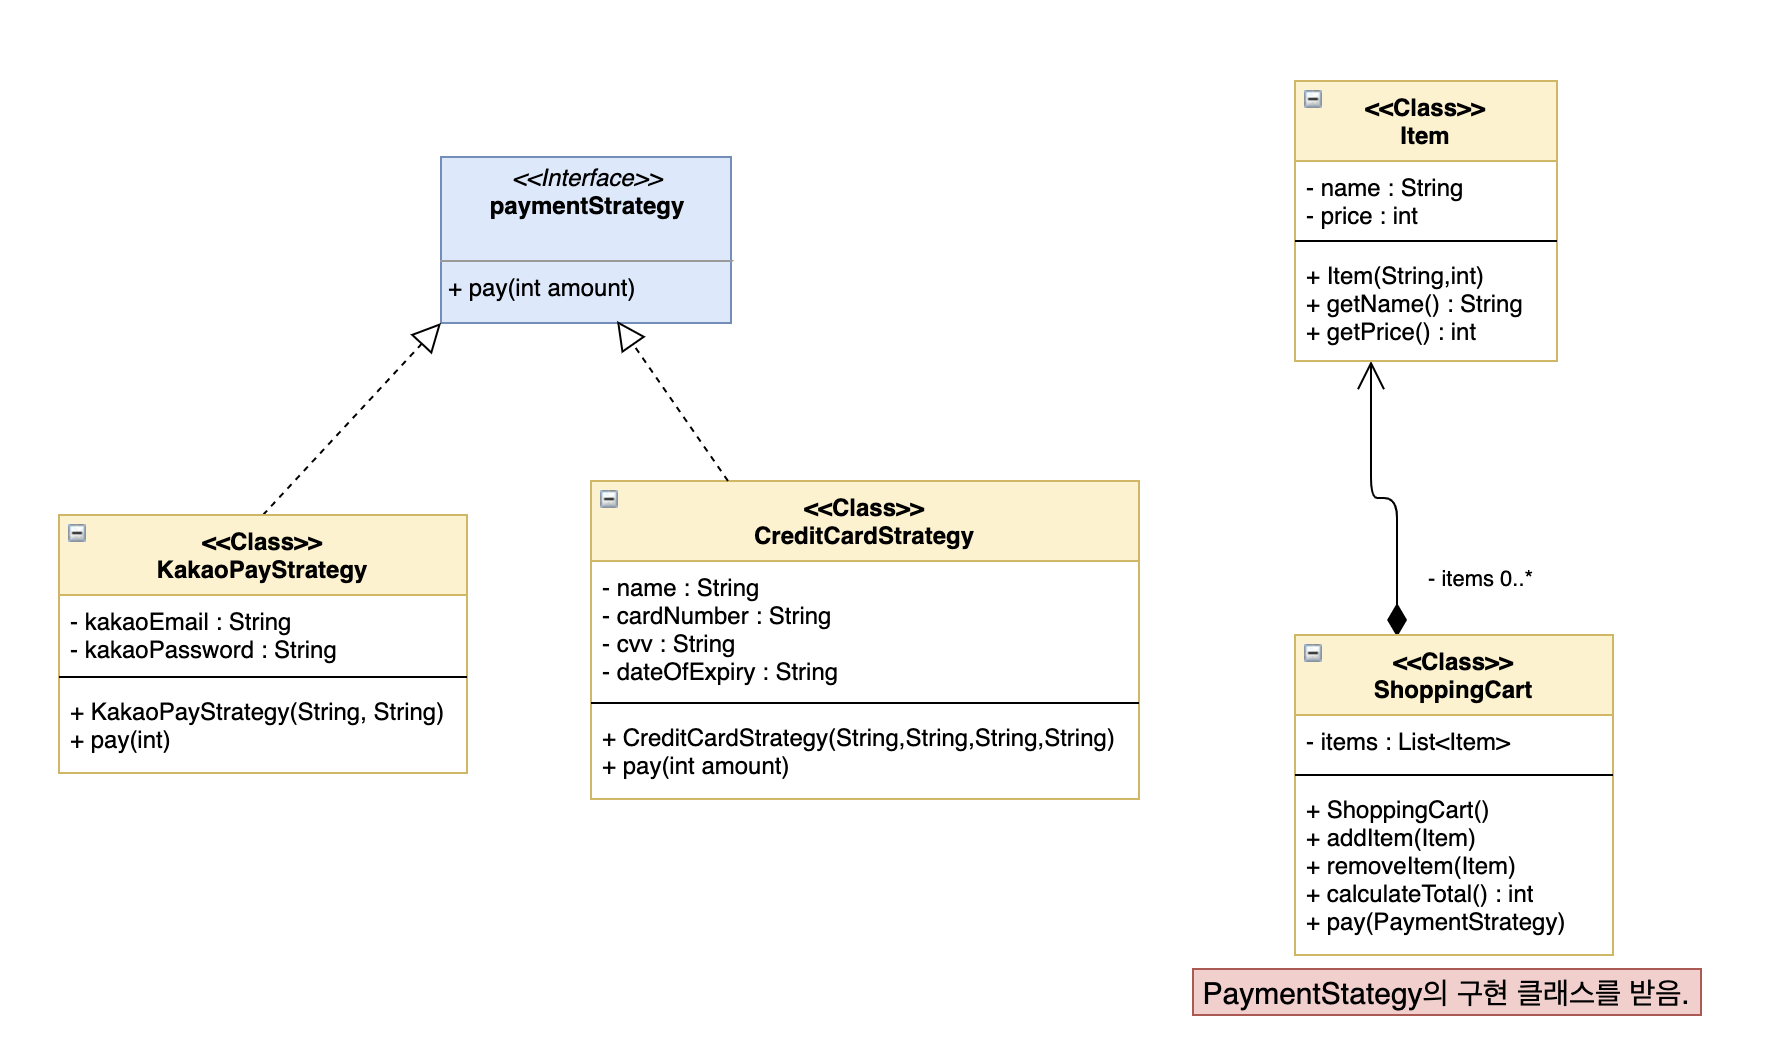 <<Interface>>
paymentStrategy
+ pay(int amount)
<<Class>>
KakaoPayStrategy
- kakaoEmail : String
- kakaoPassword : String
+ KakaoPayStrategy(String, String)
+ pay(int)
<<Class>>
CreditCardStrategy
- name : String
- cardNumber : String
- cvv : String
- dateOfExpiry : String
+ CreditCardStrategy(String,String,String,String)
+ pay(int amount)
<<Class>>
Item
- name : String
- price : int
+ Item(String,int)
+ getName() : String
+ getPrice() : int
- items 0..*
<<Class>>
ShoppingCart
- items : List<Item>
+ ShoppingCart()
+ addItem(Item)
+ removeItem(Item)
+ calculateTotal() : int
+ pay(PaymentStrategy)
PaymentStategy의 구현 클래스를 받음.